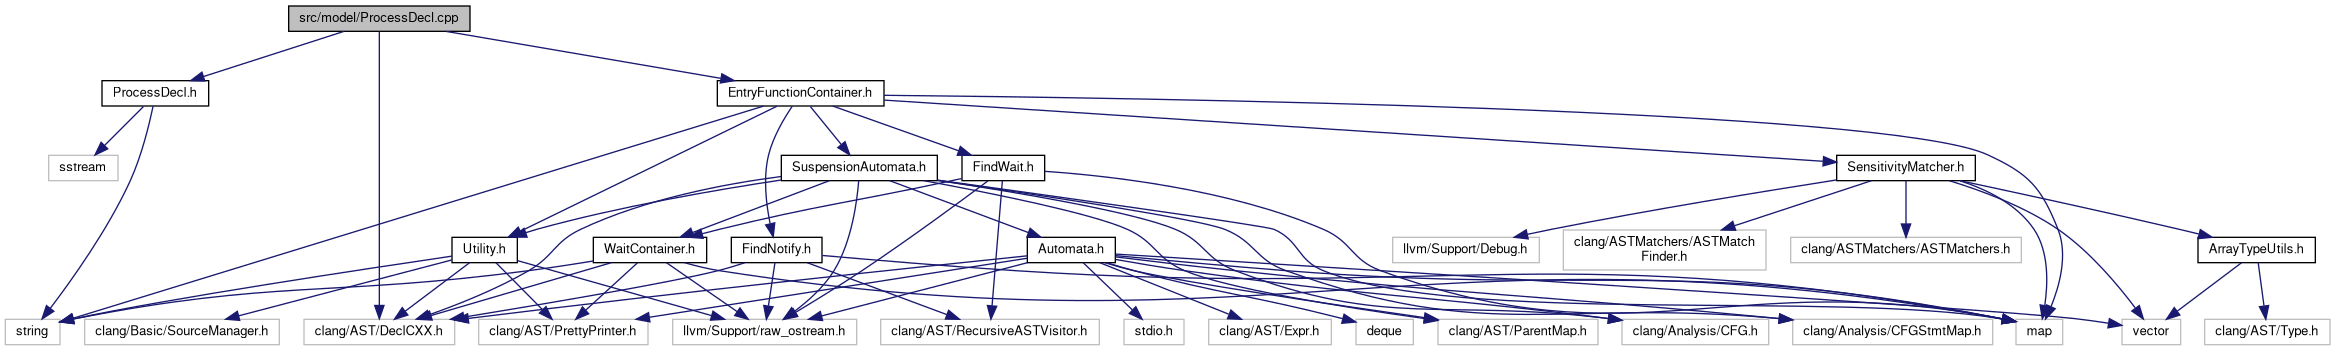 src/model/ProcessDecl.cpp
ProcessDecl.h
EntryFunctionContainer.h
sstream
SuspensionAutomata.h
FindWait.h
SensitivityMatcher.h
Utility.h
WaitContainer.h
FindNotify.h
Automata.h
llvm/Support/Debug.h
clang/ASTMatchers/ASTMatch
Finder.h
clang/ASTMatchers/ASTMatchers.h
ArrayTypeUtils.h
string
clang/Basic/SourceManager.h
clang/AST/DeclCXX.h
clang/AST/PrettyPrinter.h
llvm/Support/raw_ostream.h
clang/AST/RecursiveASTVisitor.h
stdio.h
clang/AST/Expr.h
deque
clang/AST/ParentMap.h
clang/Analysis/CFG.h
clang/Analysis/CFGStmtMap.h
map
vector
clang/AST/Type.h